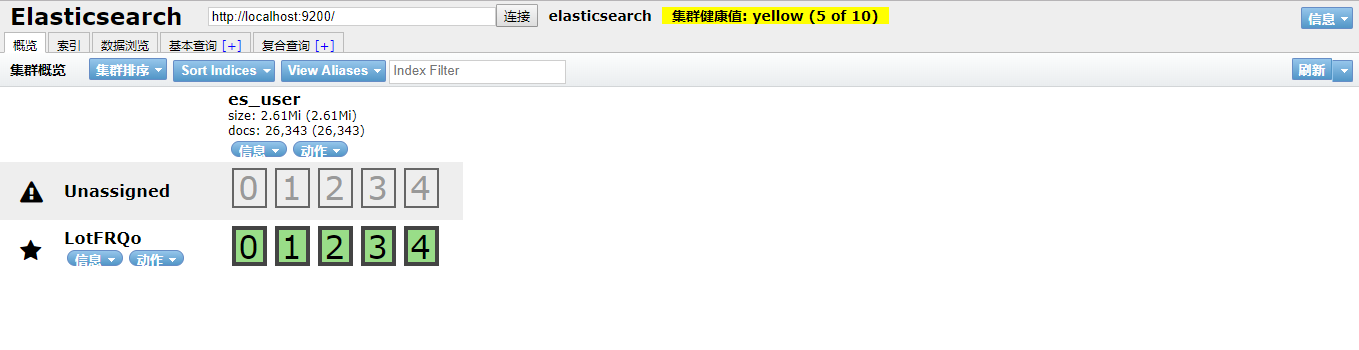 Elasticsearch http://localhost:9200/ 连接 elasticsearch 集群健康值: yellow (5 of 10) 信息
概览 索引 数据浏览 基本查询 [+] 复合查询 [+]
集群概览 集群排序 Sort Indices View Aliases Index Filter 刷新
es_user
size: 2.61Mi (2.61Mi)
docs: 26,343 (26,343)
信息 动作
Unassigned 0 1 2 3 4
LotFRQo 0 1 2 3 4
信息 动作